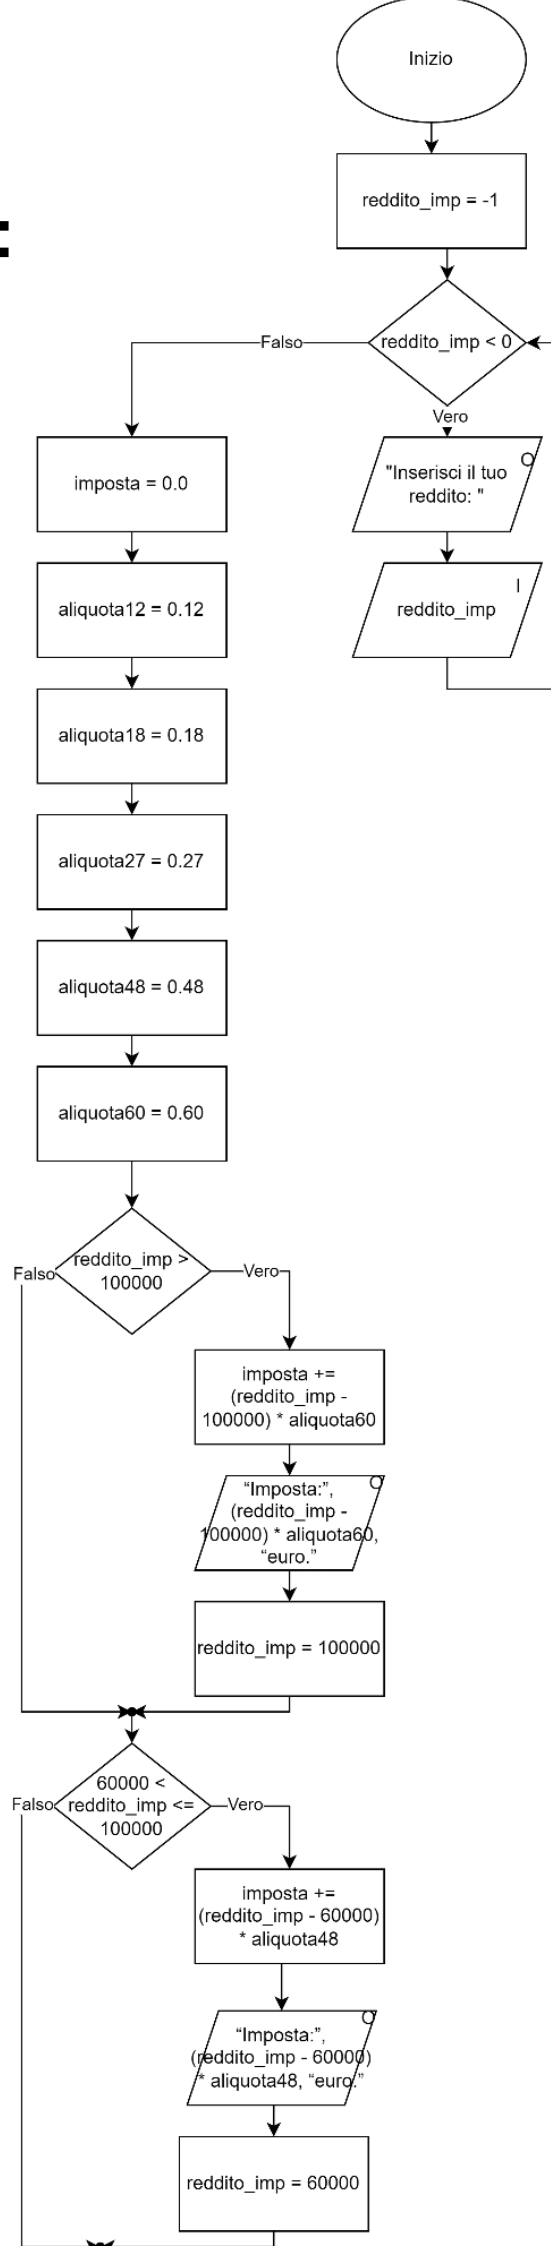 :
Inizio
reddito_imp = -1
reddito_imp < 0
Falso
Vero
"Inserisci il tuo
reddito: "
O
I
reddito_imp
imposta = 0.0
aliquota12 = 0.12
aliquota18 = 0.18
aliquota27 = 0.27
aliquota48 = 0.48
aliquota60 = 0.60
reddito_imp >
100000
Falso
Vero
imposta +=
(reddito_imp -
100000) * aliquota60
O
“Imposta:”,
(reddito_imp -
100000) * aliquota60,
“euro.”
reddito_imp = 100000
60000 <
reddito_imp <=
100000
Falso
Vero
imposta +=
(reddito_imp - 60000)
* aliquota48
O
“Imposta:”,
(reddito_imp - 60000)
* aliquota48, “euro.”
reddito_imp = 60000